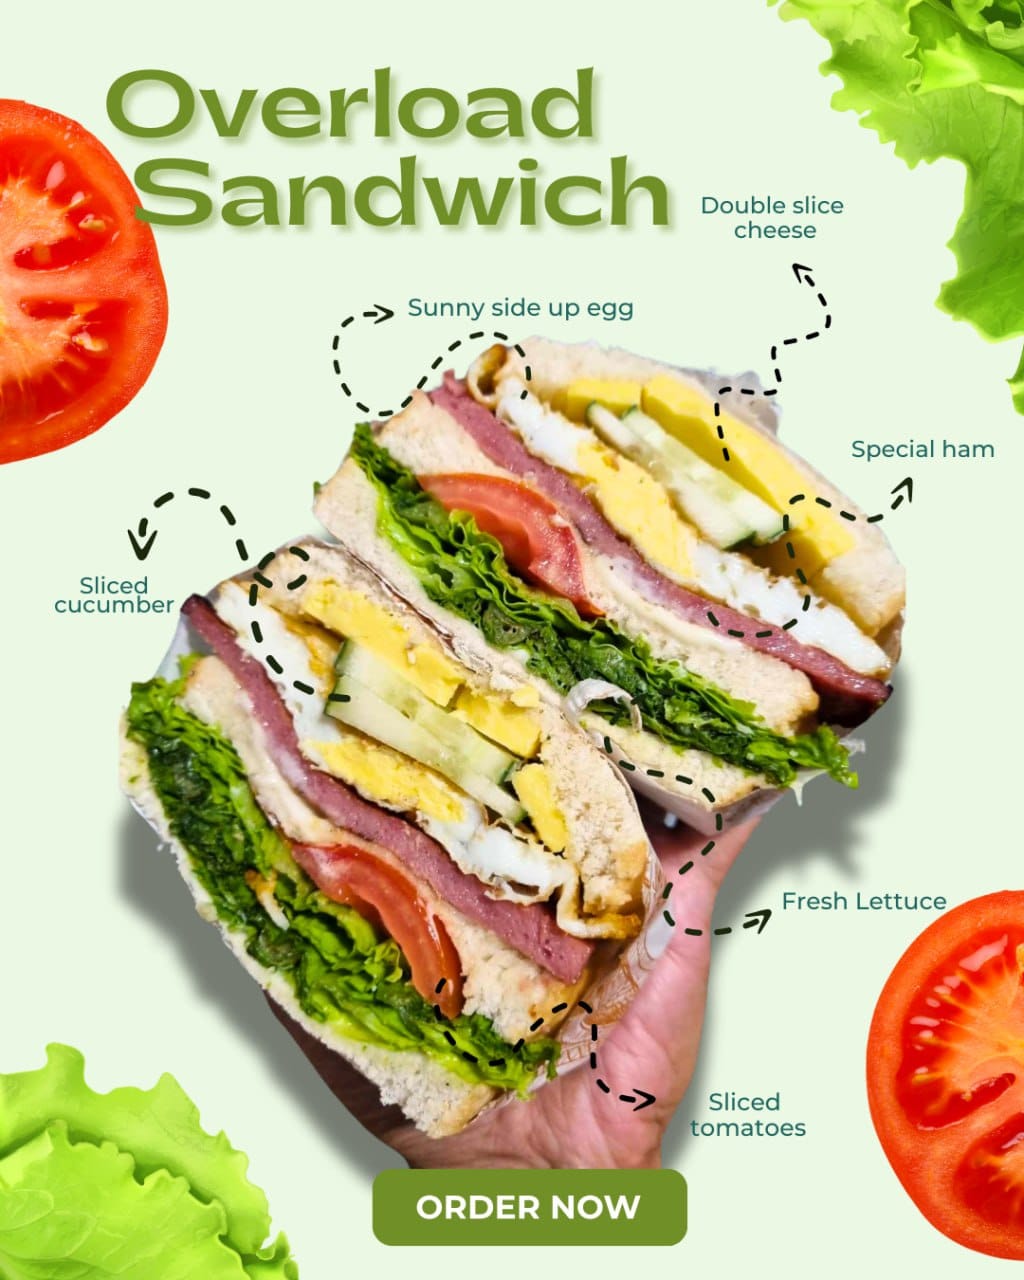 Overload
Sandwich
Double slice
cheese
Sunny side up egg
Special ham
Sliced
cucumber
Fresh Lettuce
Sliced
tomatoes
ORDER NOW